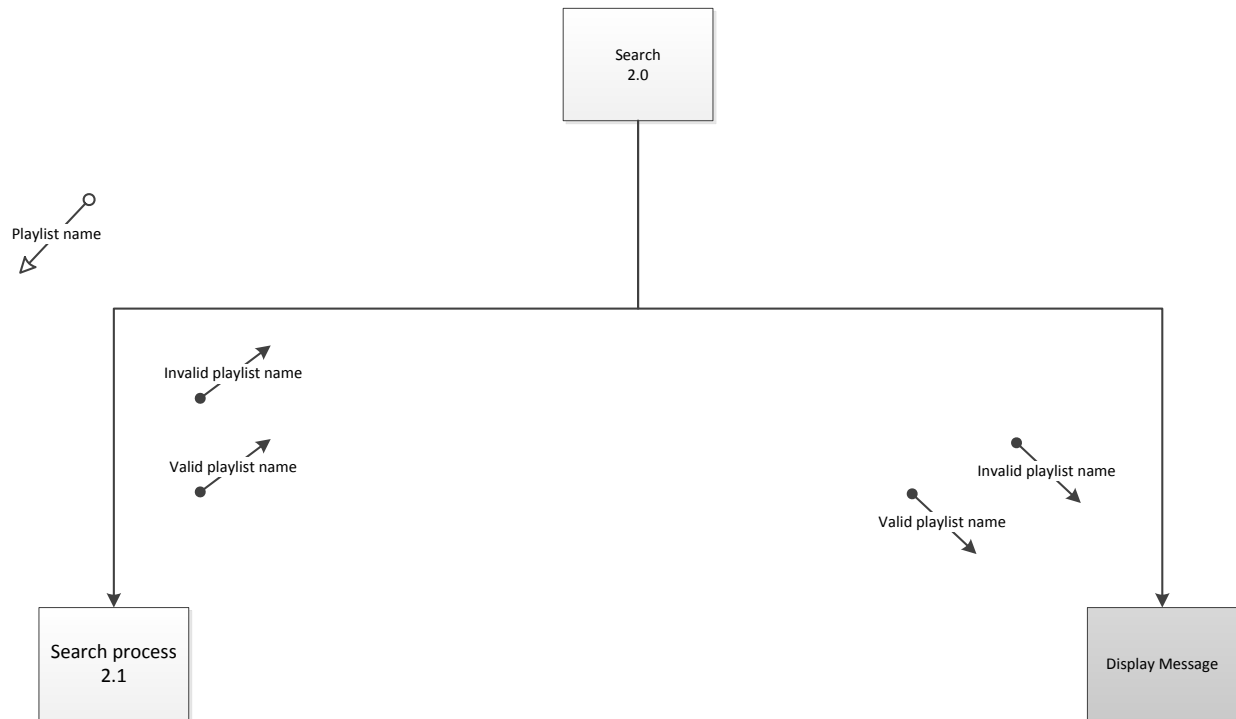 Search
2.0
Playlist name
Invalid playlist name
Valid playlist name
Invalid playlist name
Valid playlist name
Search process
2.1
Display Message